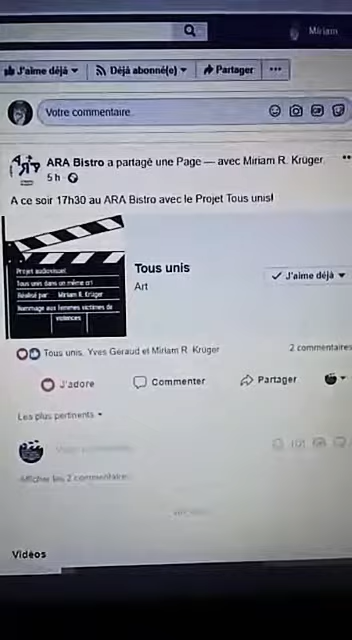 Miriam
J'aime déjà
Déjà abonné(e)
Partager
Votre commentaire
ARA Bistro a partagé une Page — avec Miriam R. Krüger.
5 h
A ce soir 17h30 au ARA Bistro avec le Projet Tous unis!
Projet audiovisuel
Tous unis dans un même cri
Réalisé par: Miriam R. Krüger
Hommage aux femmes victimes de
violences
Tous unis
Art
J'aime déjà
Tous unis, Yves Geraud et Miriam R. Krüger
2 commentaires
J'adore
Commenter
Partager
Les plus pertinents
Afficher les 2 commentaires
Vidéos